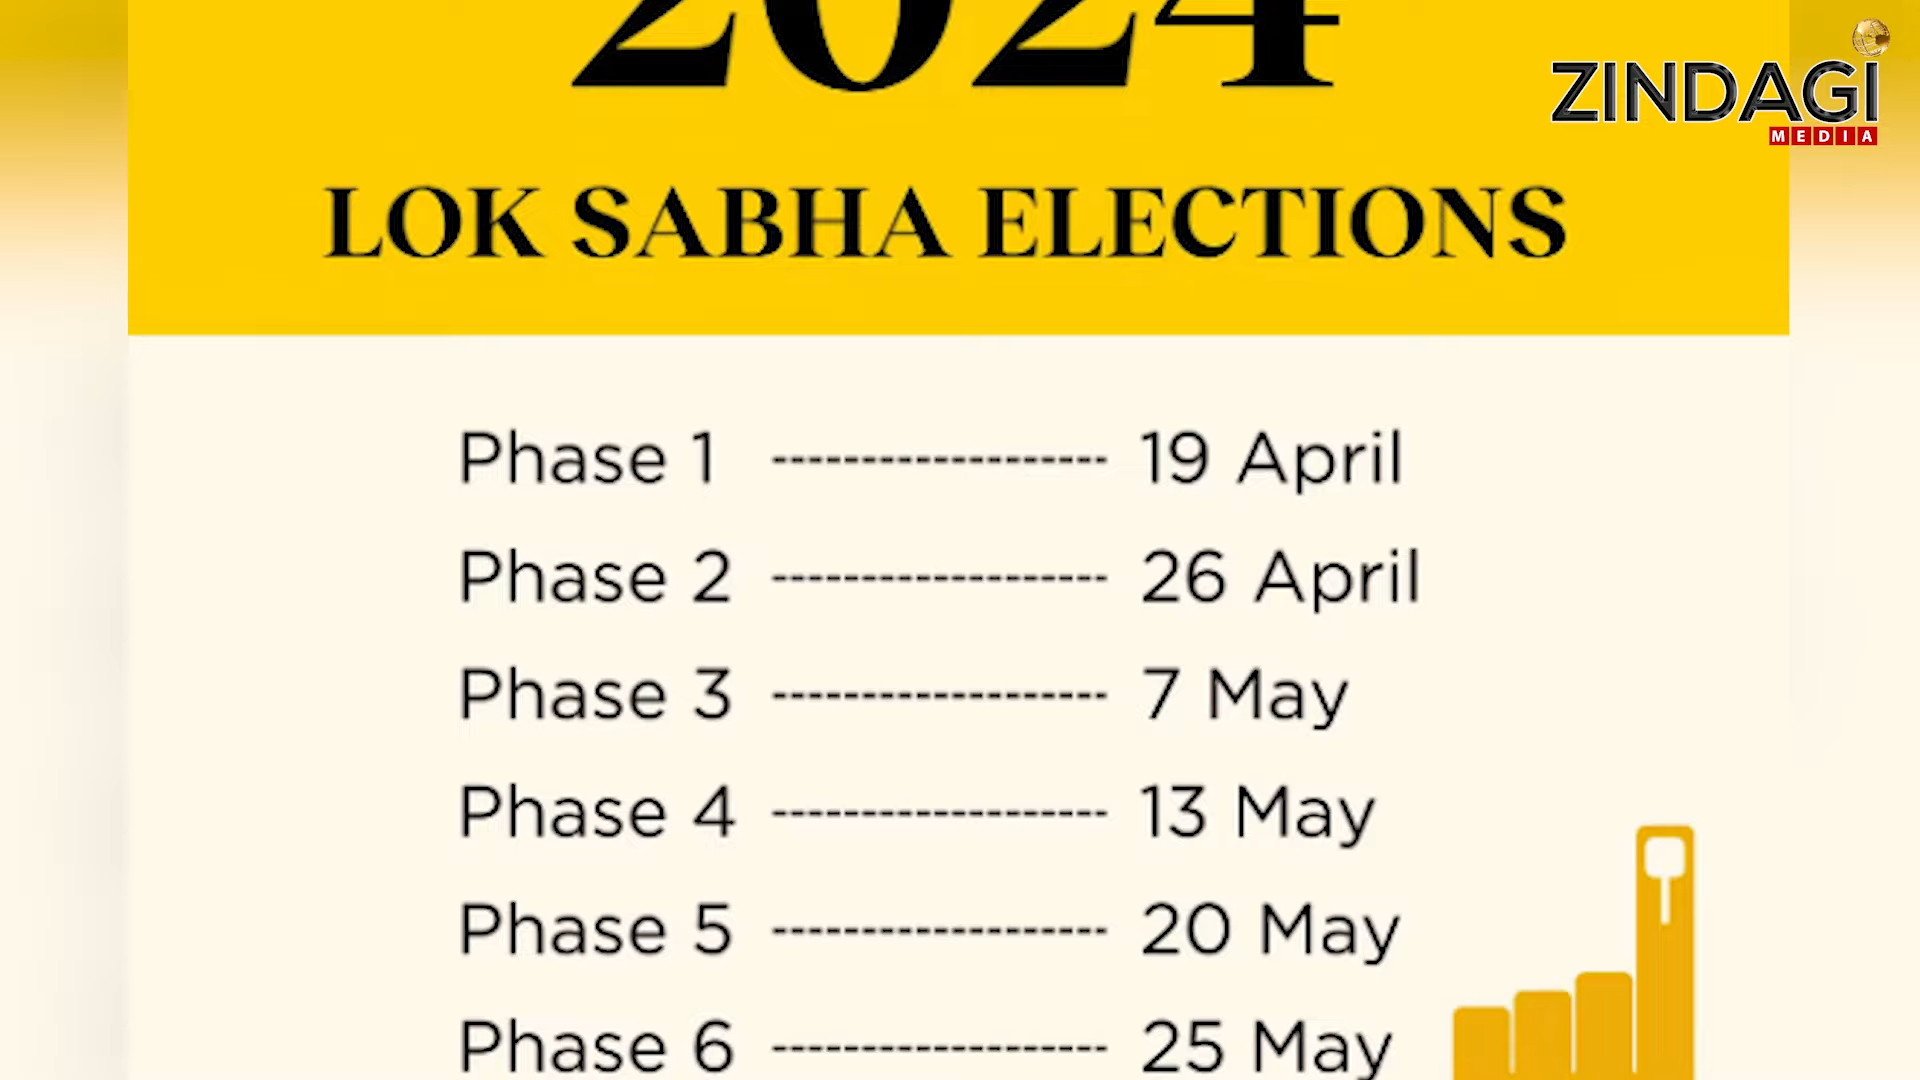 2024
ZINDAGI
MEDIA
LOK SABHA ELECTIONS
Phase 1 ----------------------- 19 April
Phase 2 ----------------------- 26 April
Phase 3 ----------------------- 7 May
Phase 4 ----------------------- 13 May
Phase 5 ----------------------- 20 May
Phase 6 ----------------------- 25 May